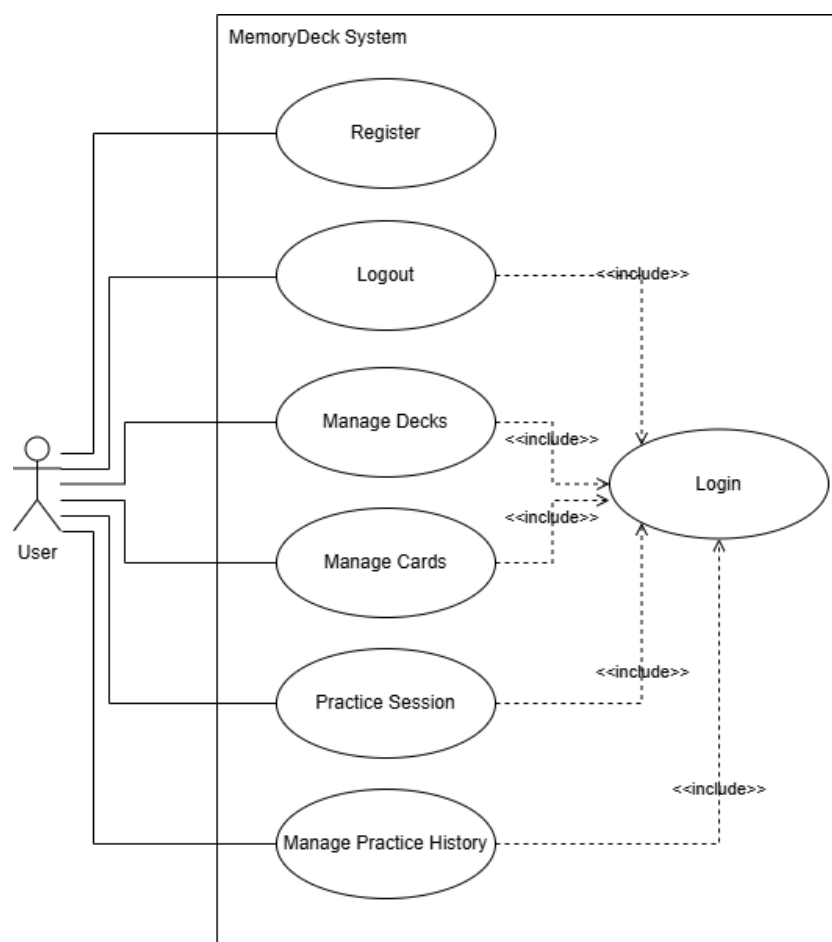 MemoryDeck System
Register
Logout
<<include>>
Manage Decks
<<include>>
Login
<<include>>
Manage Cards
User
<<include>>
Practice Session
<<include>>
Manage Practice History